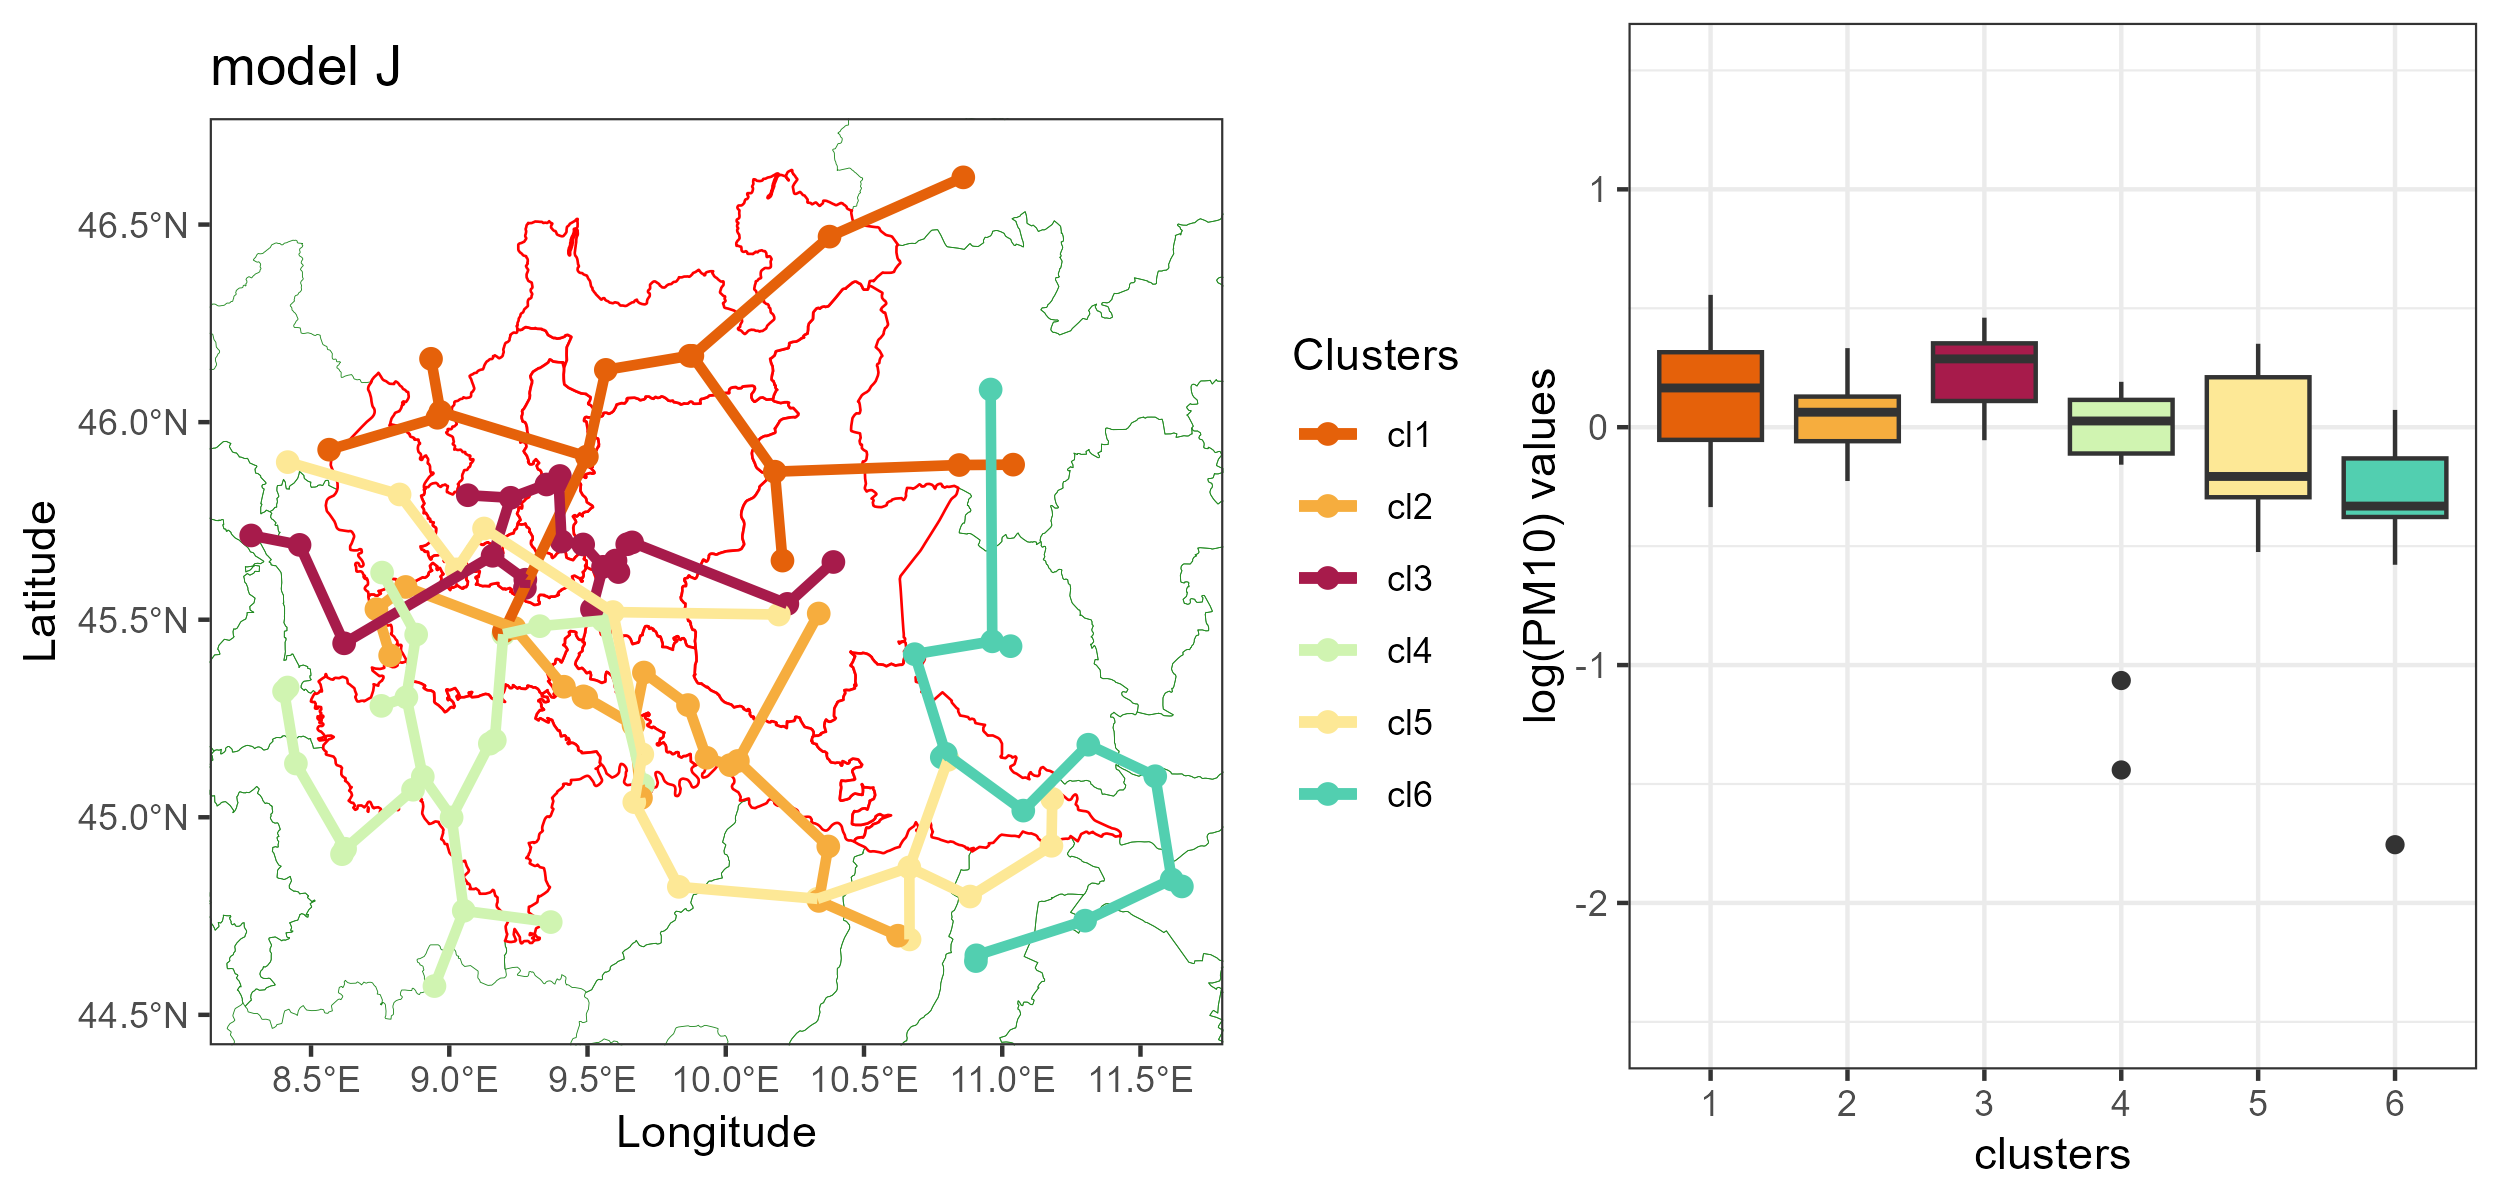 model J
Latitude
46.5°N
46.0°N
45.5°N
45.0°N
44.5°N
8.5°E 9.0°E 9.5°E 10.0°E 10.5°E 11.0°E 11.5°E
Longitude
Clusters
cl1
cl2
cl3
cl4
cl5
cl6
log(PM10) values
1
0
-1
-2
1 2 3 4 5 6
clusters